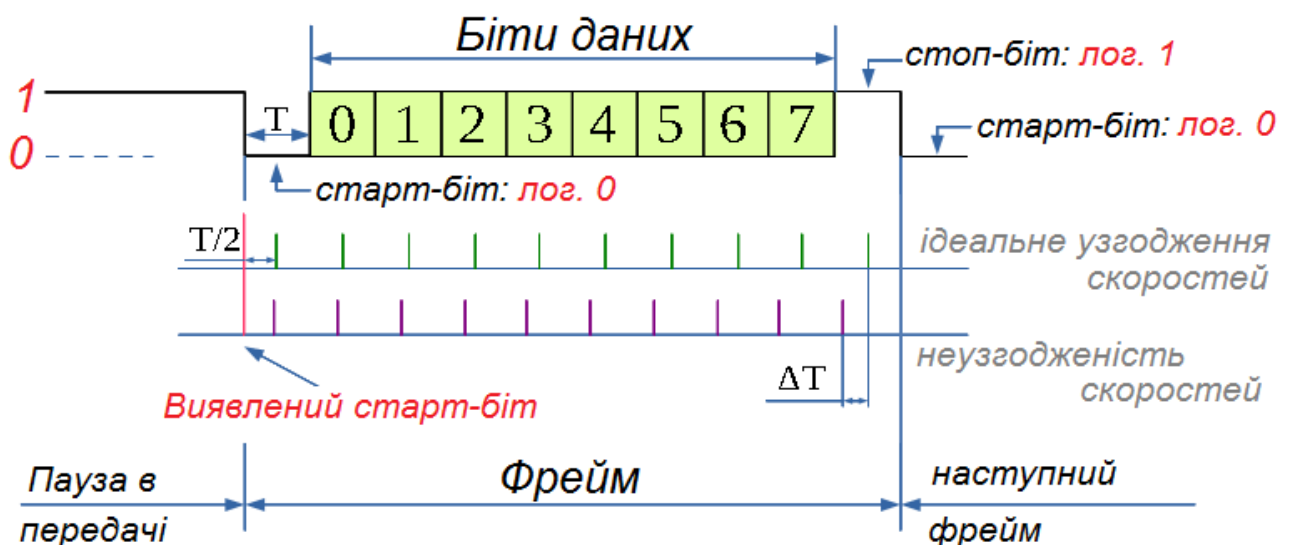 Біти даних
стоп-біт: лог. 1
1
T
0 1 2 3 4 5 6 7
0
старт-біт: лог. 0
старт-біт: лог. 0
T/2
ідеальне узгодження
скоростей
неузгодженість
скоростей
ΔT
Виявлений старт-біт
Пауза в
передачі
Фрейм
наступний
фрейм